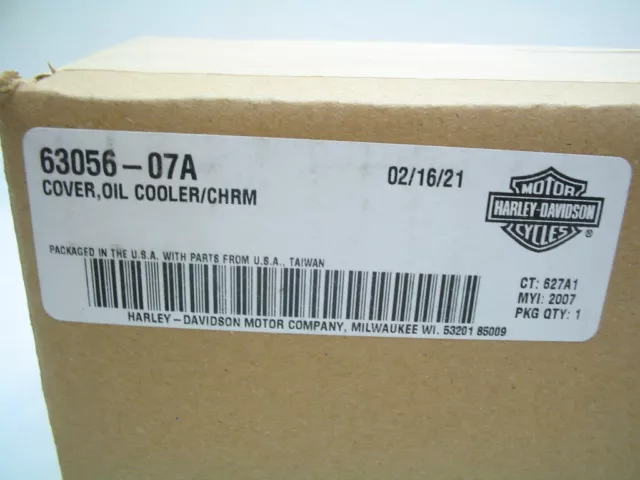 63056-07A
02/16/21
COVER,OIL COOLER/CHRM
MOTOR
HARLEY-DAVIDSON
CYCLES
®
PACKAGED IN THE U.S.A. WITH PARTS FROM U.S.A., TAIWAN
CT: 627A1
MYI: 2007
PKG QTY: 1
HARLEY-DAVIDSON MOTOR COMPANY, MILWAUKEE WI. 53201 85009